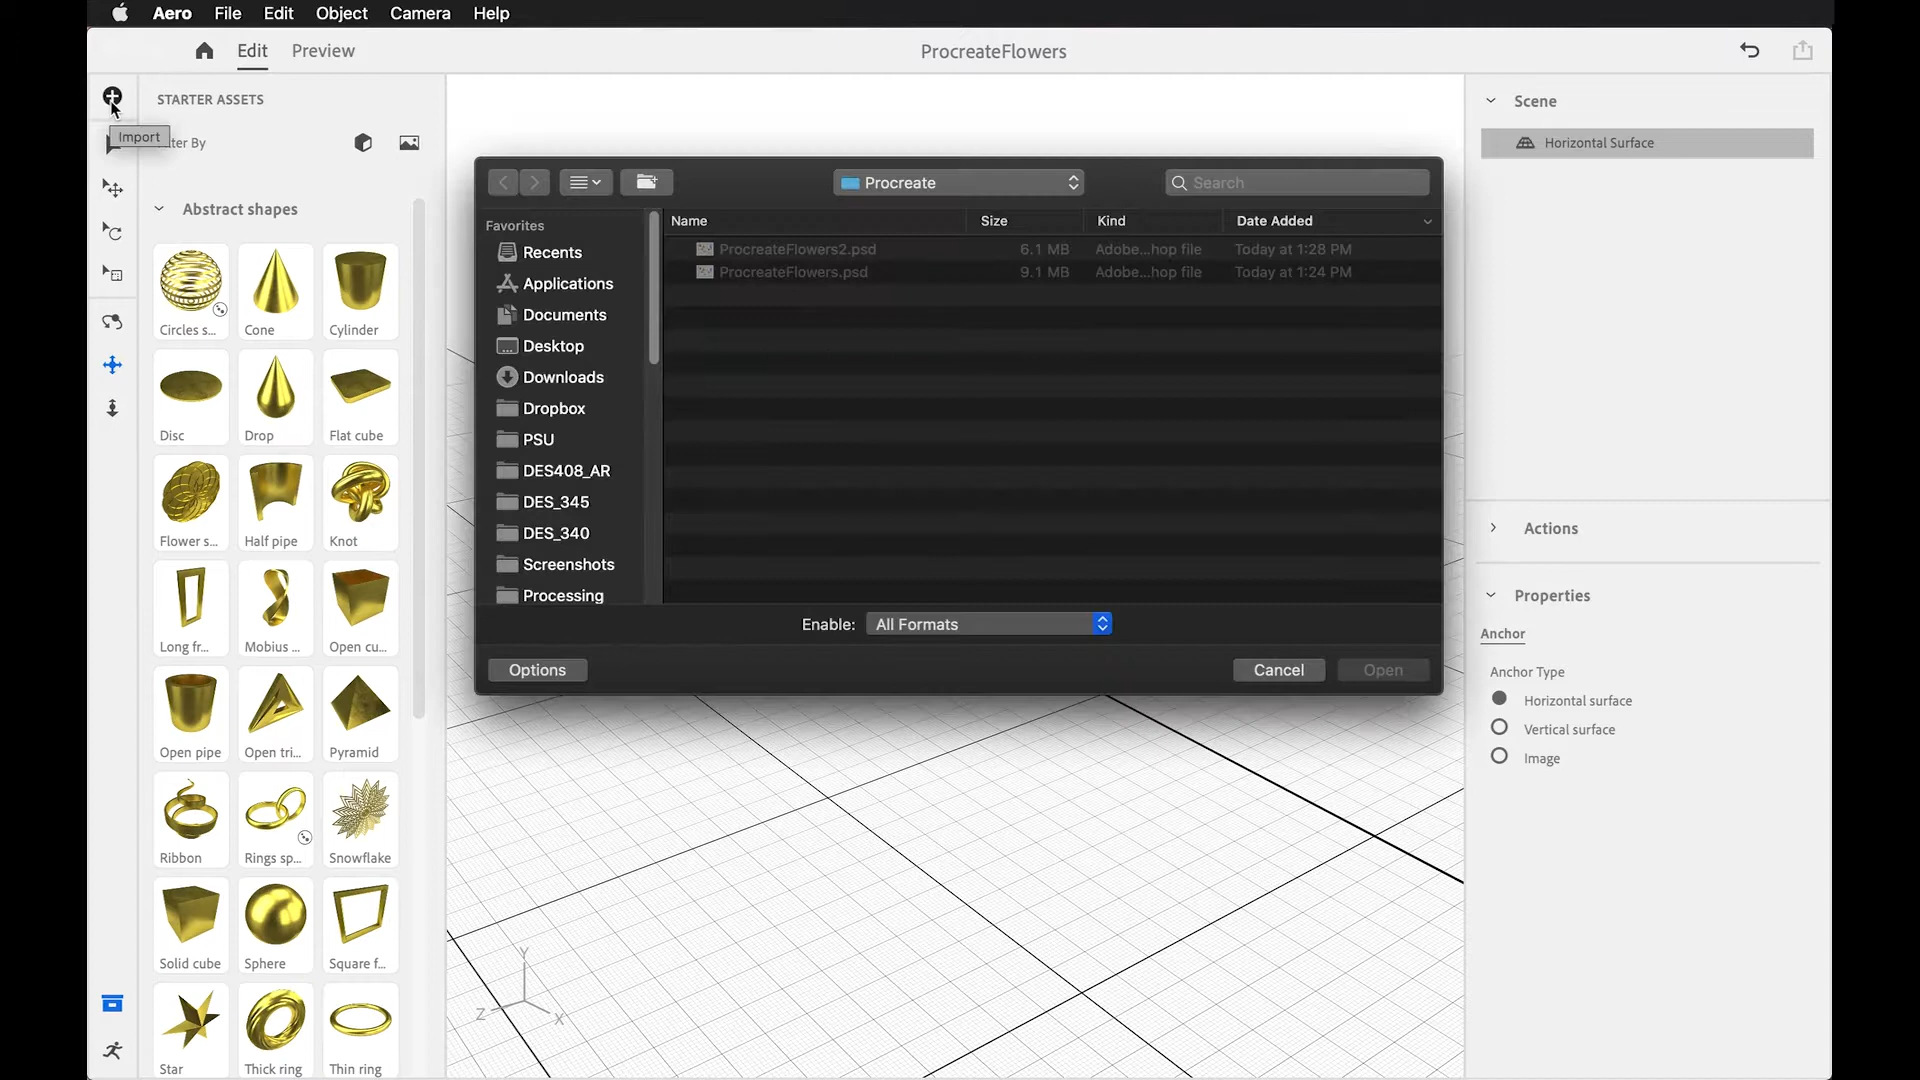 Aero File Edit Object Camera Help
Edit Preview ProcreateFlowers
STARTER ASSETS
Import
ter By
Abstract shapes
Circles s... Cone Cylinder
Disc Drop Flat cube
Flower s... Half pipe Knot
Long fr... Mobius ... Open cu...
Open pipe Open tri... Pyramid
Ribbon Rings sp... Snowflake
Solid cube Sphere Square f...
Star Thick ring Thin ring
Procreate
Search
Favorites
Recents
Applications
Documents
Desktop
Downloads
Dropbox
PSU
DES408_AR
DES_345
DES_340
Screenshots
Processing
Name Size Kind Date Added
ProcreateFlowers2.psd 6.1 MB Adobe...hop file Today at 1:28 PM
ProcreateFlowers.psd 9.1 MB Adobe...hop file Today at 1:24 PM
Enable: All Formats
Options Cancel Open
Y
Z
X
Scene
Horizontal Surface
Actions
Properties
Anchor
Anchor Type
Horizontal surface
Vertical surface
Image